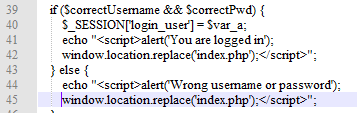 39 if ($correctUsername && $correctPwd) {
40 $_SESSION['login_user'] = $var_a;
41 echo "<script>alert('You are logged in');
42 window.location.replace('index.php');</script>";
43 } else {
44 echo "<script>alert('Wrong username or password');
45 window.location.replace('index.php');</script>";